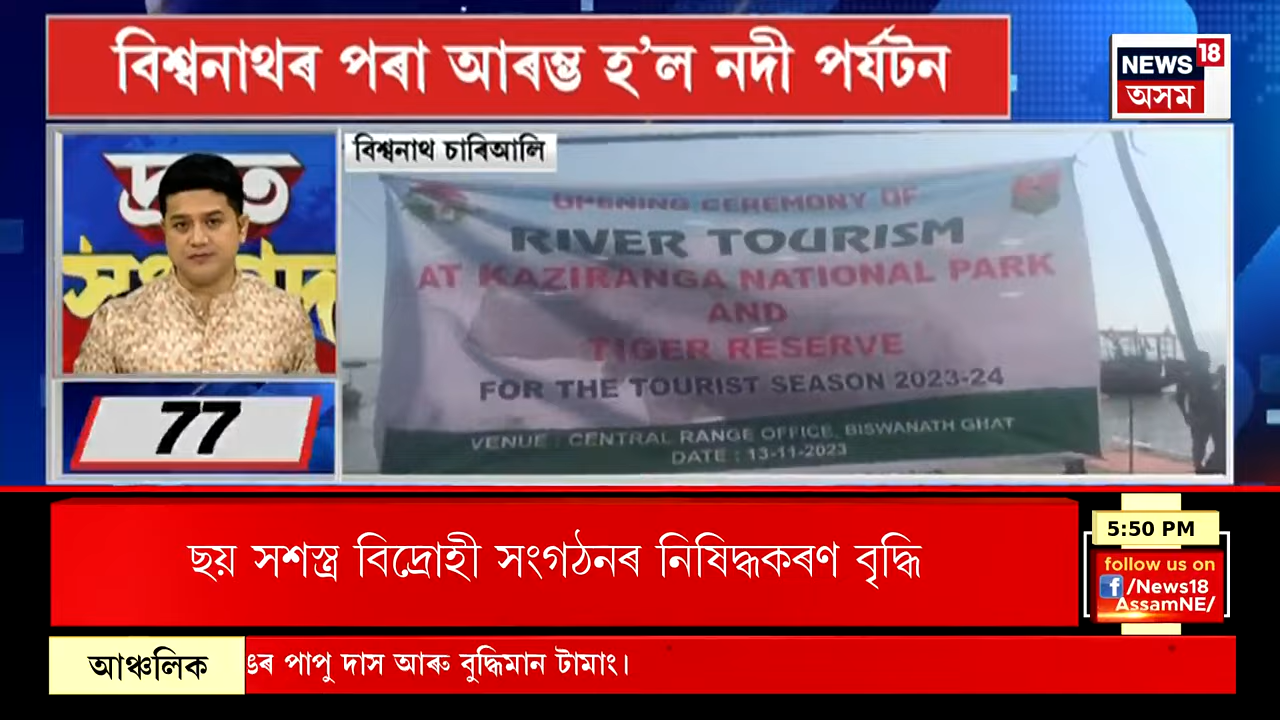 বিশ্বনাথৰ পৰা আৰম্ভ হ'ল নদী পৰ্যটন
NEWS 18
অসম
বিশ্বনাথ চাৰিআলি
দ্ৰুত
সংবাদ
OPENING CEREMONY OF
RIVER TOURISM
AT KAZIRANGA NATIONAL PARK
AND
TIGER RESERVE
FOR THE TOURIST SEASON 2023-24
VENUE : CENTRAL RANGE OFFICE, BISWANATH GHAT
DATE : 13-11-2023
77
ছয় সশস্ত্ৰ বিদ্ৰোহী সংগঠনৰ নিষিদ্ধকৰণ বৃদ্ধি
5:50 PM
follow us on
/News18
AssamNE/
আঞ্চলিক
পাপু দাস আৰু বুদ্ধিমান টামাং।